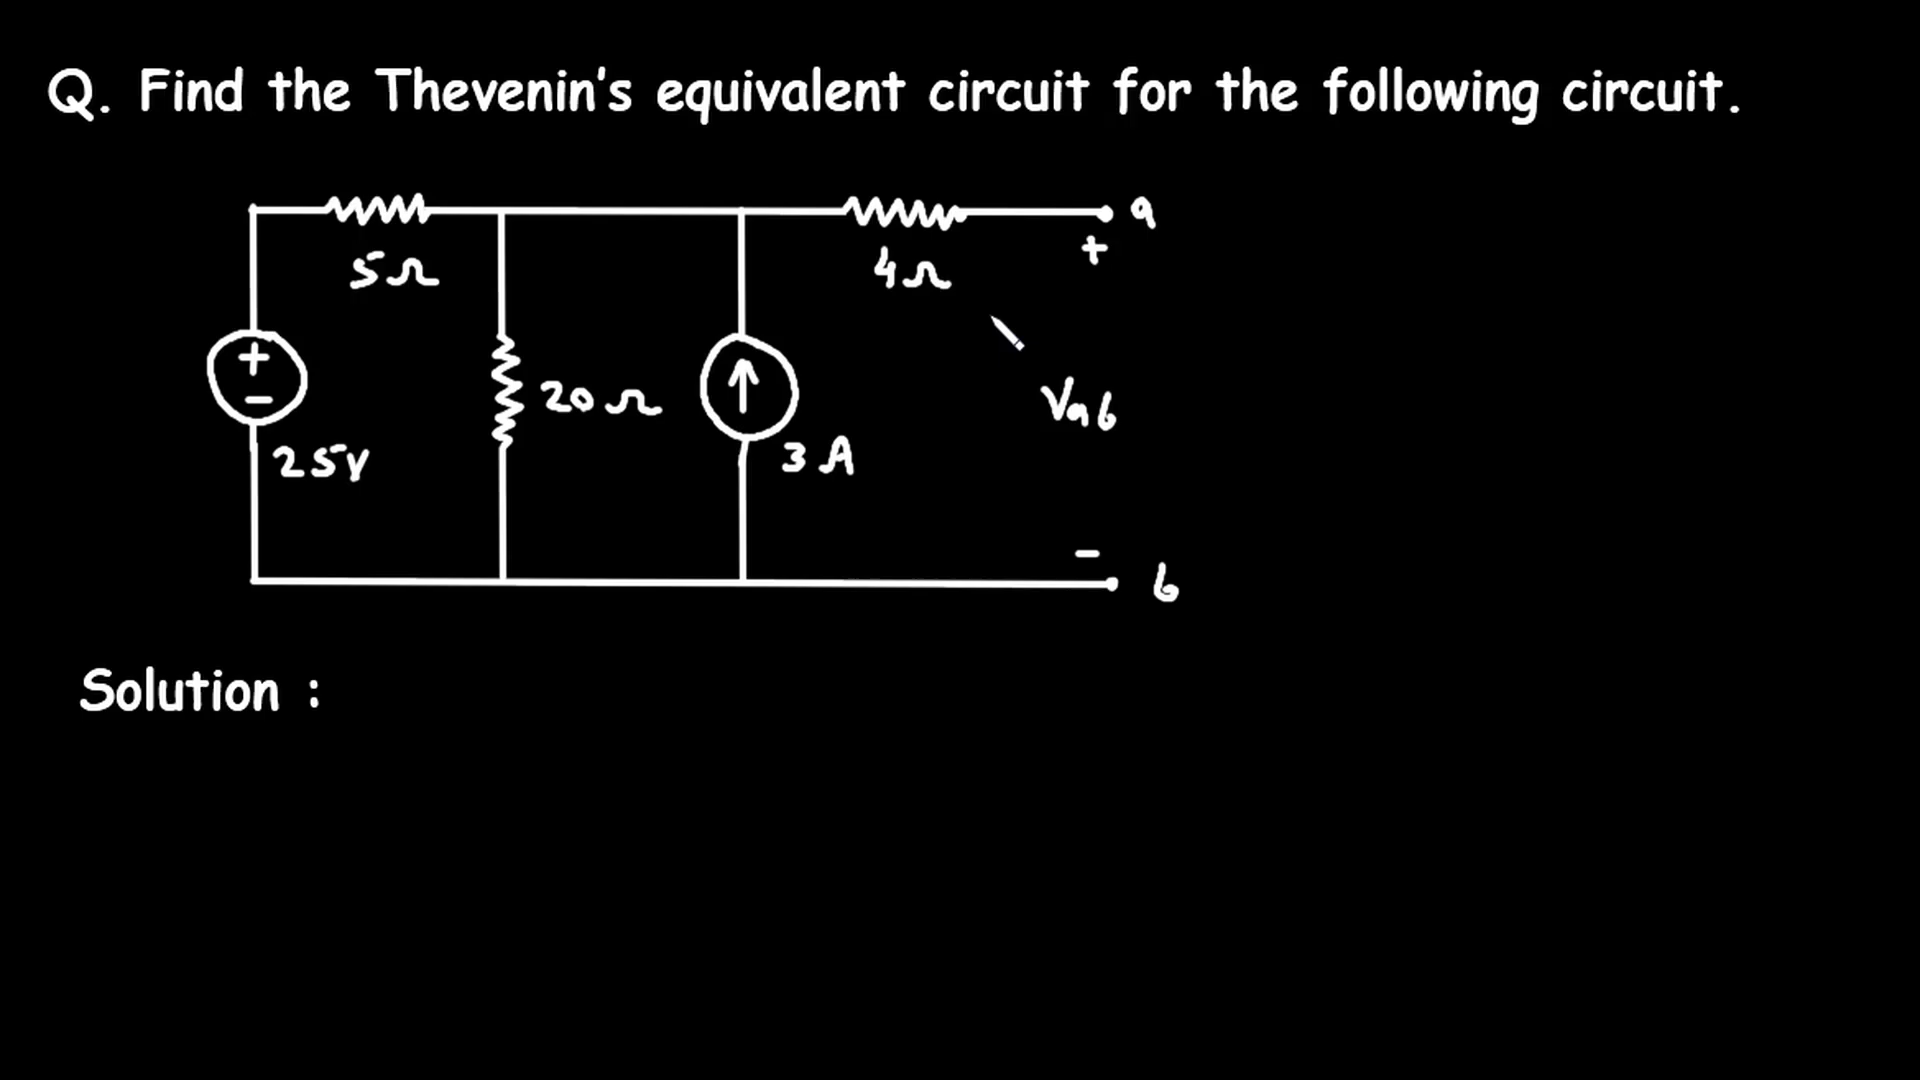 Q. Find the Thevenin's equivalent circuit for the following circuit.
5Ω 4Ω a
+
+
-
20Ω
Vab
25V 3A
-
b
Solution :